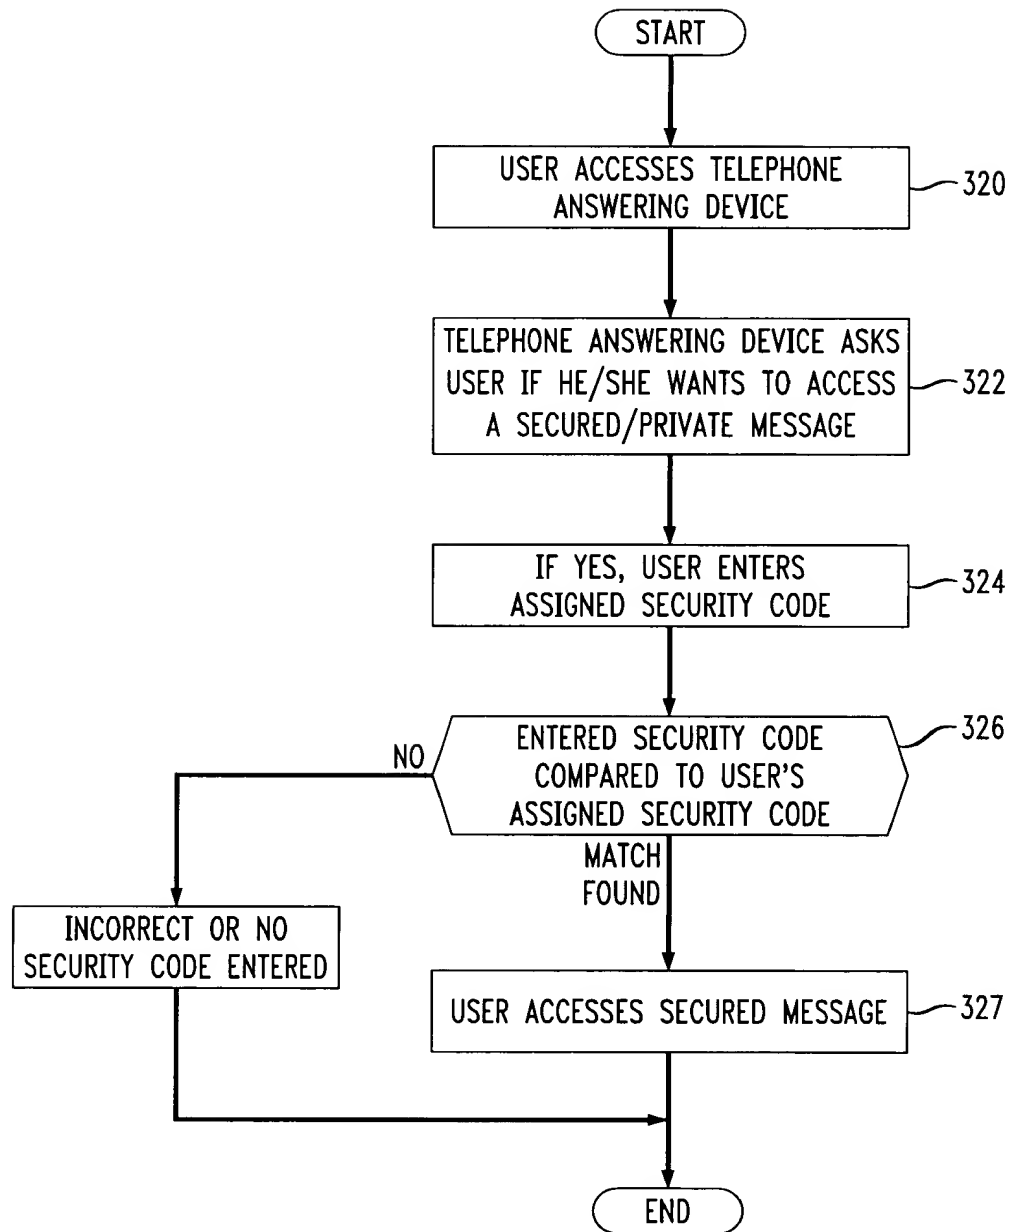 START
USER ACCESSES TELEPHONE
ANSWERING DEVICE
320
TELEPHONE ANSWERING DEVICE ASKS
USER IF HE/SHE WANTS TO ACCESS
A SECURED/PRIVATE MESSAGE
322
IF YES, USER ENTERS
ASSIGNED SECURITY CODE
324
ENTERED SECURITY CODE
COMPARED TO USER'S
ASSIGNED SECURITY CODE
326
NO
MATCH
FOUND
INCORRECT OR NO
SECURITY CODE ENTERED
USER ACCESSES SECURED MESSAGE
327
END